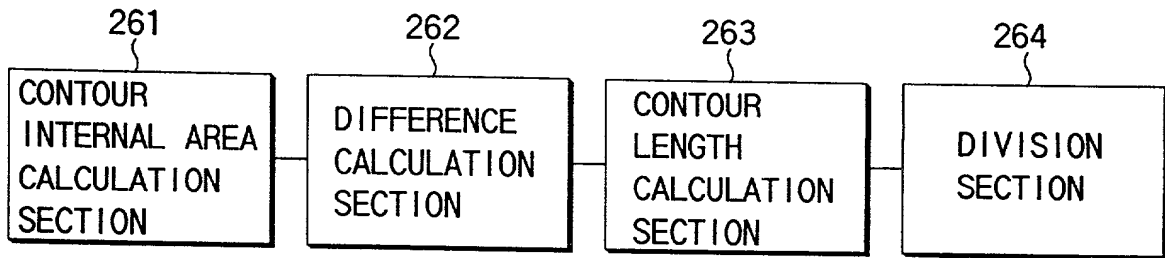 261
262
263
264
CONTOUR
INTERNAL AREA
CALCULATION
SECTION
DIFFERENCE
CALCULATION
SECTION
CONTOUR
LENGTH
CALCULATION
SECTION
DIVISION
SECTION